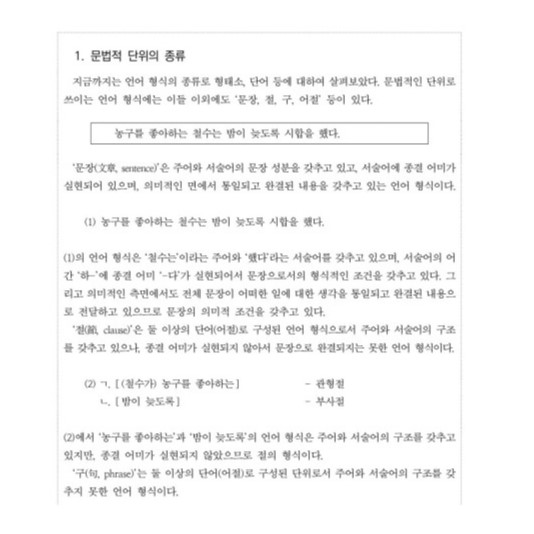 1. 문법적 단위의 종류
지금까지는 언어 형식의 종류로 형태소, 단어 등에 대하여 살펴보았다. 문법적인 단위로
쓰이는 언어 형식에는 이들 이외에도 '문장, 절, 구, 어절' 등이 있다.
농구를 좋아하는 철수는 밤이 늦도록 시합을 했다.
'문장(文章, sentence)'은 주어와 서술어의 문장 성분을 갖추고 있고, 서술어에 종결 어미가
실현되어 있으며, 의미적인 면에서 통일되고 완결된 내용을 갖추고 있는 언어 형식이다.
(1) 농구를 좋아하는 철수는 밤이 늦도록 시합을 했다.
(1)의 언어 형식은 '철수는'이라는 주어와 '했다'라는 서술어를 갖추고 있으며, 서술어의 어
간 '하-'에 종결 어미 '-다'가 실현되어서 문장으로서의 형식적인 조건을 갖추고 있다. 그
리고 의미적인 측면에서도 전체 문장이 어떠한 일에 대한 생각을 통일되고 완결된 내용으
로 전달하고 있으므로 문장의 의미적 조건을 갖추고 있다.
'절(節, clause)'은 둘 이상의 단어(어절)로 구성된 언어 형식으로서 주어와 서술어의 구조
를 갖추고 있으나, 종결 어미가 실현되지 않아서 문장으로 완결되지는 못한 언어 형식이다.
(2) ㄱ. [ (철수가) 농구를 좋아하는 ] - 관형절
ㄴ. [ 밤이 늦도록 ] - 부사절
(2)에서 '농구를 좋아하는'과 '밤이 늦도록'의 언어 형식은 주어와 서술어의 구조를 갖추고
있지만, 종결 어미가 실현되지 않았으므로 절의 형식이다.
'구(句, phrase)'는 둘 이상의 단어(어절)로 구성된 단위로서 주어와 서술어의 구조를 갖
추지 못한 언어 형식이다.